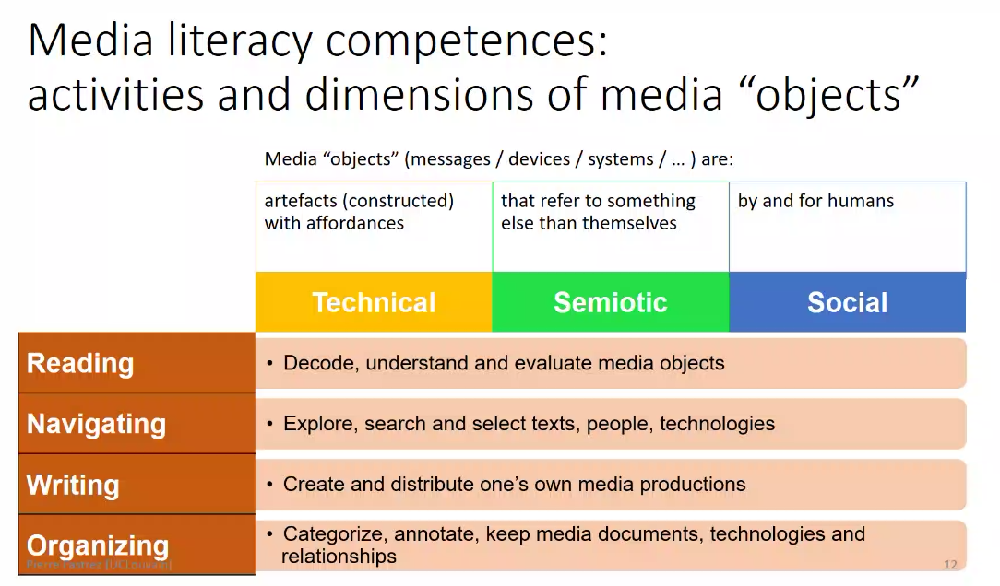 Media literacy competences:
activities and dimensions of media “objects”
Media “objects” (messages / devices / systems / … ) are:
artefacts (constructed)
with affordances
that refer to something
else than themselves
by and for humans
Technical
Semiotic
Social
Reading
• Decode, understand and evaluate media objects
Navigating
• Explore, search and select texts, people, technologies
Writing
• Create and distribute one’s own media productions
Organizing
• Categorize, annotate, keep media documents, technologies and
relationships
Pierre Fastrez (UCLouvain)
12